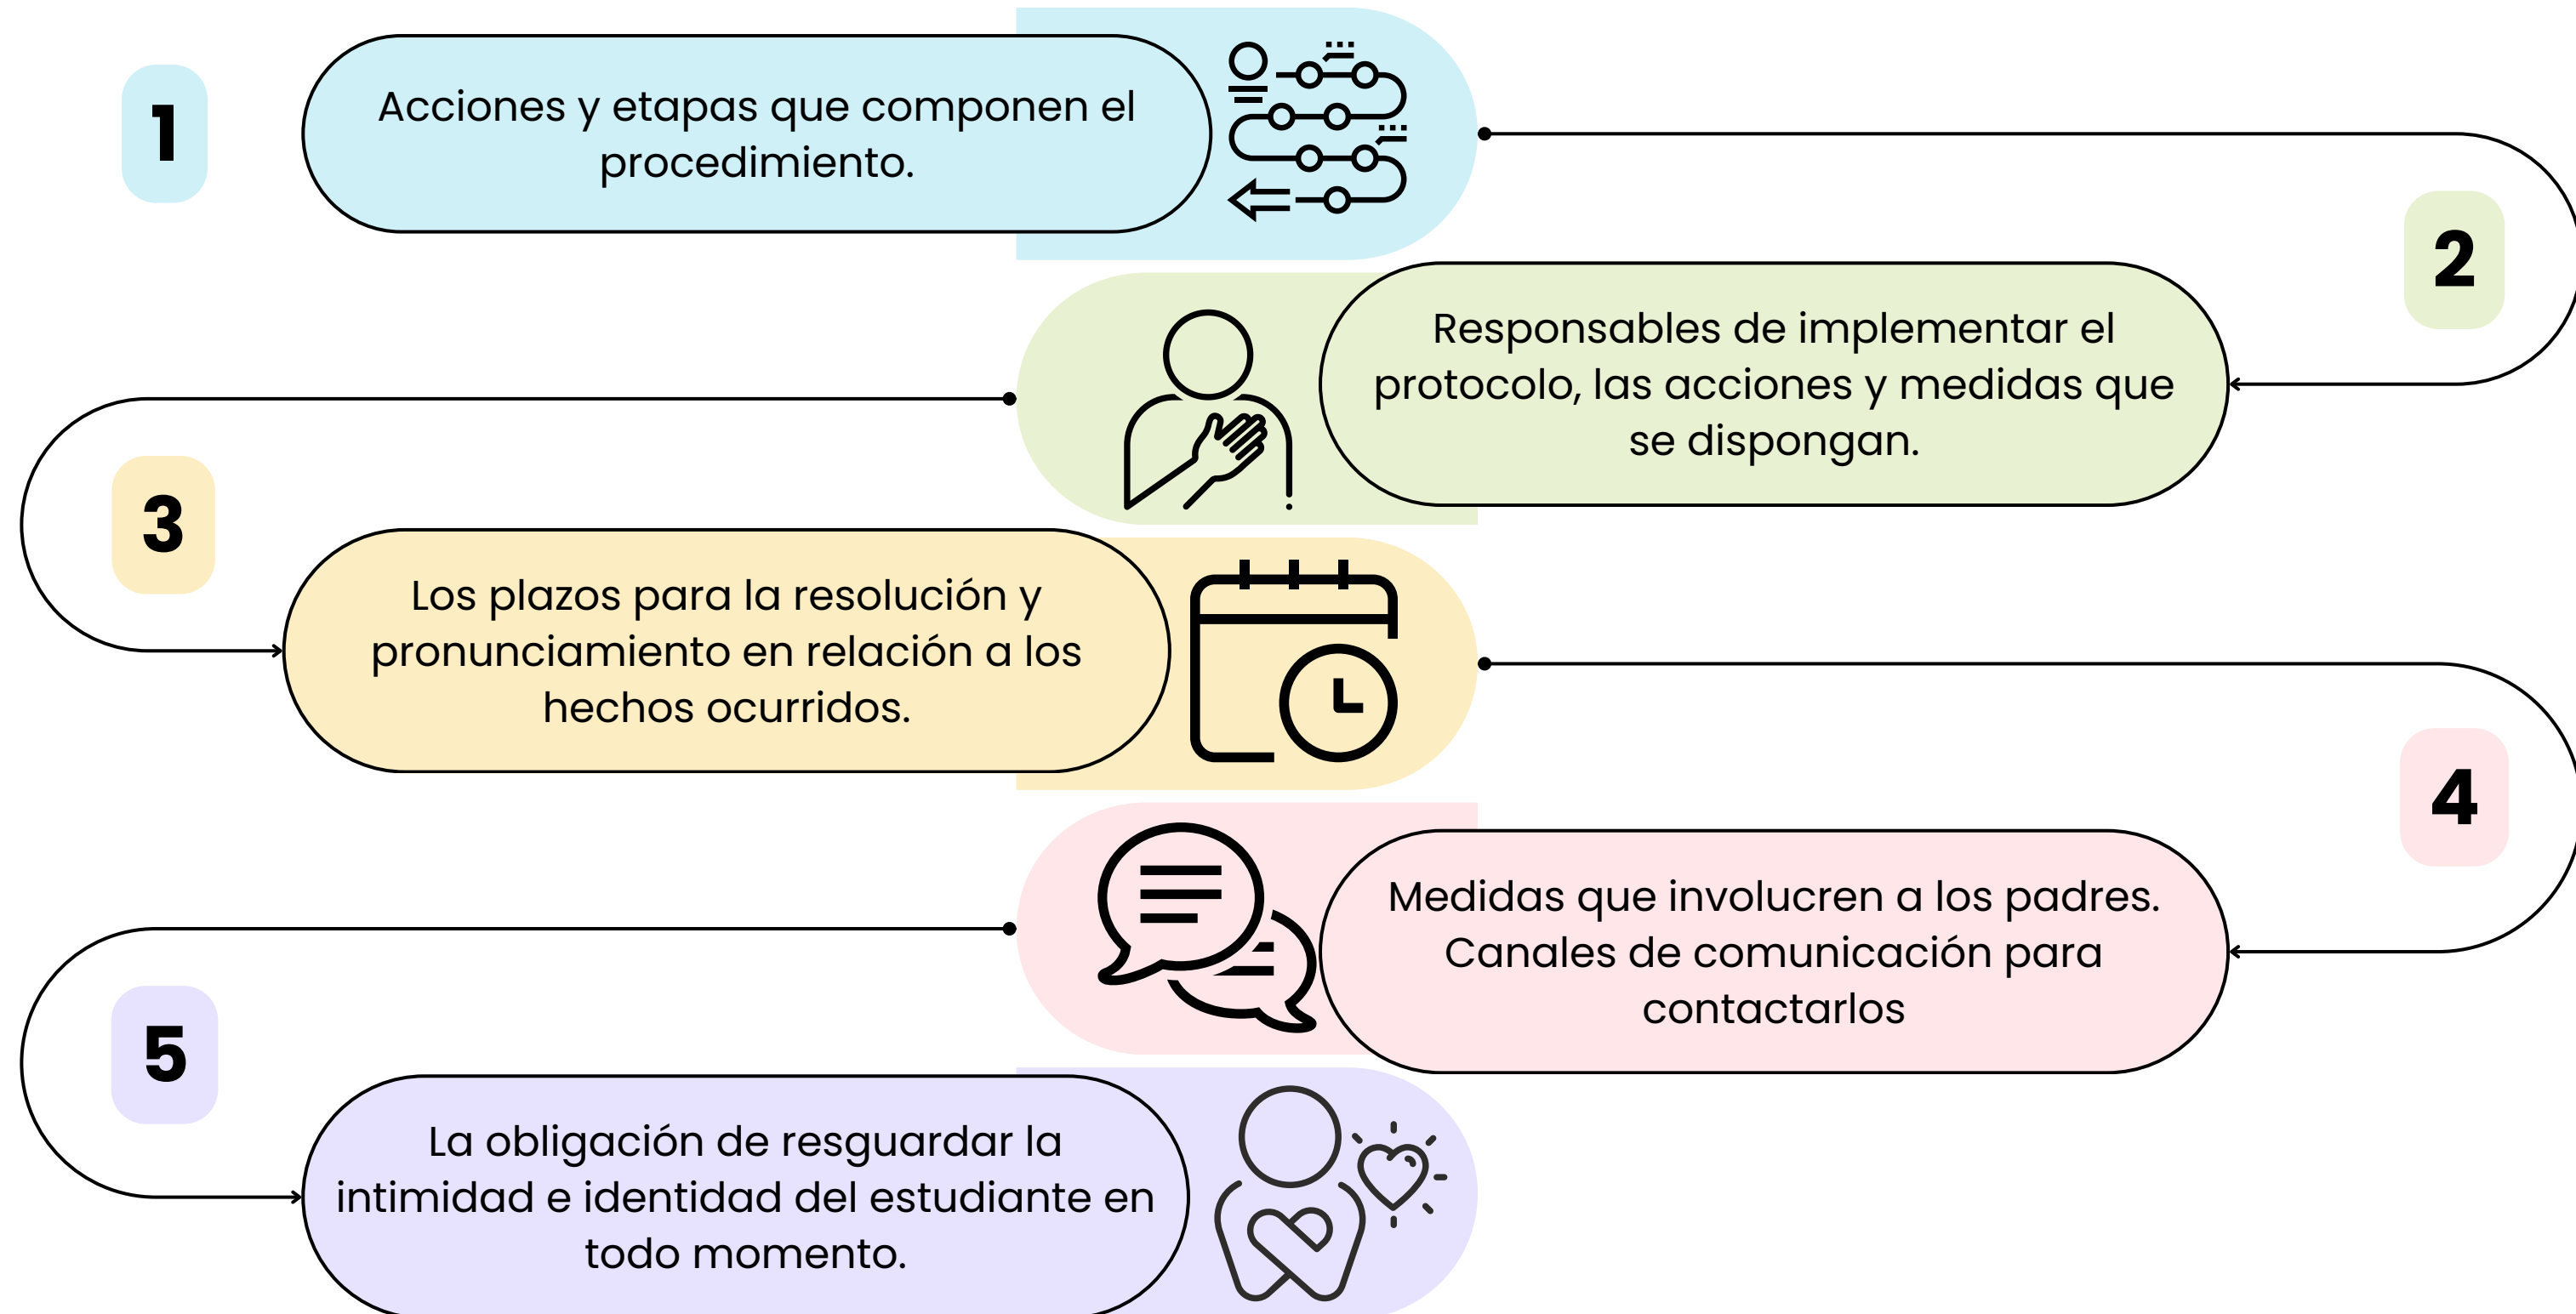 1
Acciones y etapas que componen el
procedimiento.
2
Responsables de implementar el
protocolo, las acciones y medidas que
se dispongan.
3
Los plazos para la resolución y
pronunciamiento en relación a los
hechos ocurridos.
4
Medidas que involucren a los padres.
Canales de comunicación para
contactarlos
5
La obligación de resguardar la
intimidad e identidad del estudiante en
todo momento.